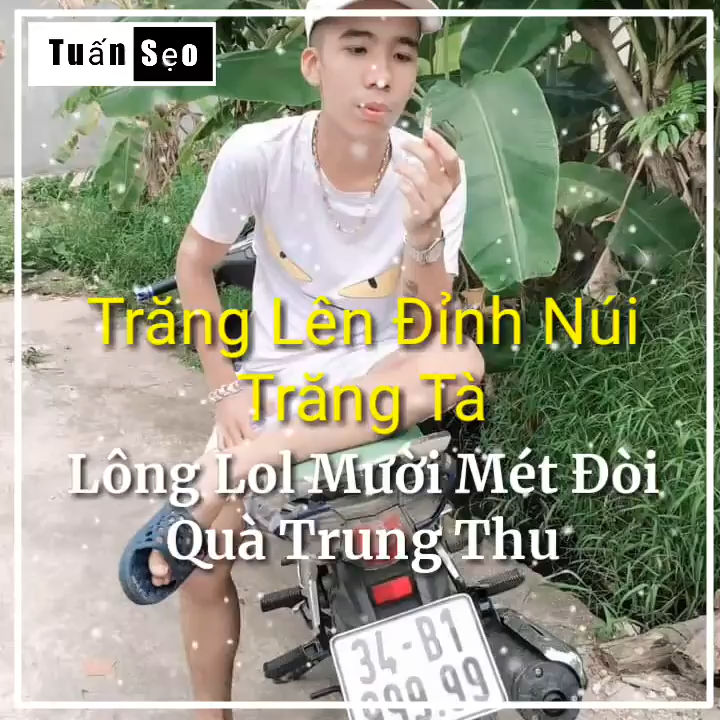 Tuấn Sẹo
Trăng Lên Đỉnh Núi
Trăng Tà
Lông Lol Mười Mét Đòi
Quà Trung Thu
34-B1
999.99